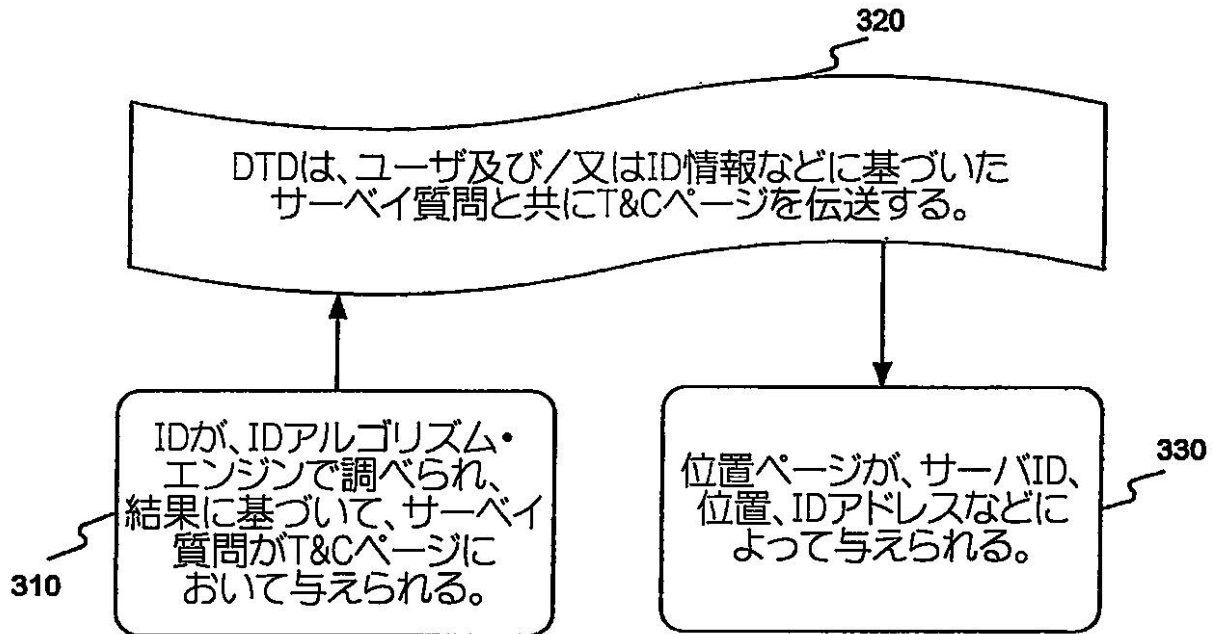 320
DTDは、ユーザ及び/又はID情報などに基づいた
サーベイ質問と共にT&Cページを伝送する。
IDが、IDアルゴリズム・
エンジンで調べられ、
結果に基づいて、サーベイ
質問がT&Cページに
おいて与えられる。
310
位置ページが、サーバID、
位置、IDアドレスなどに
よって与えられる。
330